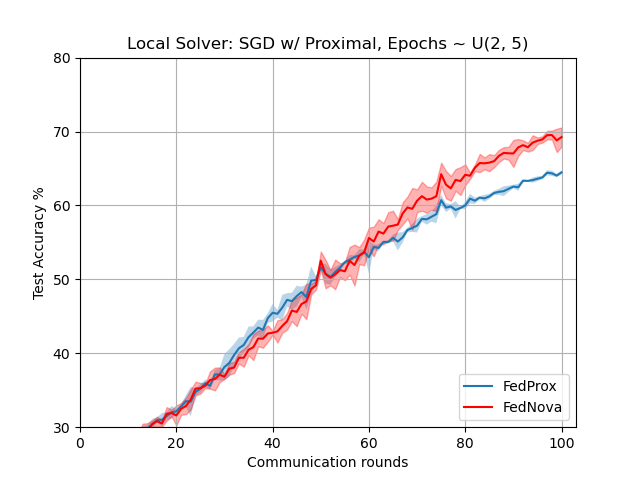 Local Solver: SGD w/ Proximal, Epochs ~ U(2, 5)
80
70
60
50
40
30
Test Accuracy %
0 20 40 60 80 100
Communication rounds
FedProx
FedNova